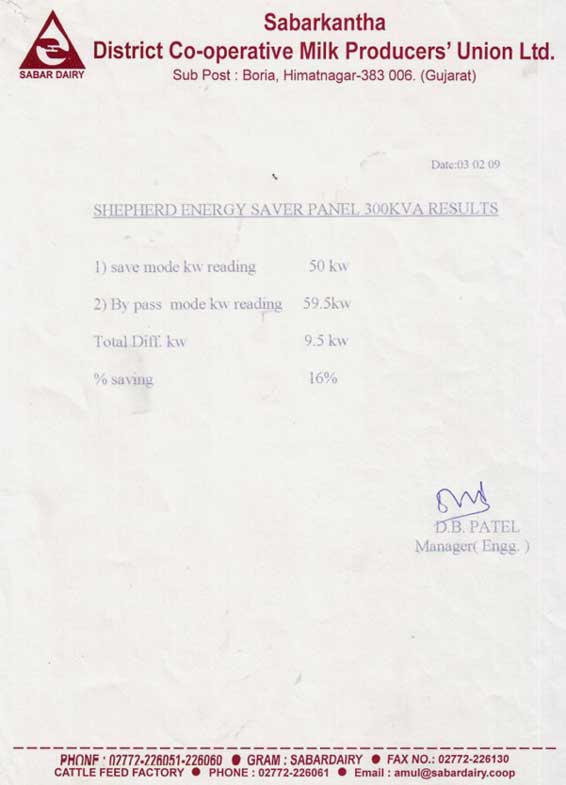 Sabarkantha
District Co-operative Milk Producers' Union Ltd.
SABAR DAIRY
Sub Post : Boria, Himatnagar-383 006. (Gujarat)
Date:03 02 09
SHEPHERD ENERGY SAVER PANEL 300KVA RESULTS
1) save mode kw reading 50 kw
2) By pass mode kw reading 59.5kw
Total Diff. kw 9.5 kw
% saving 16%
D.B. PATEL
Manager( Engg. )
PHONE : 02772-226051-226060 ● GRAM : SABARDAIRY ● FAX NO.: 02772-226130
CATTLE FEED FACTORY ● PHONE : 02772-226061 ● Email : amul@sabardairy.coop